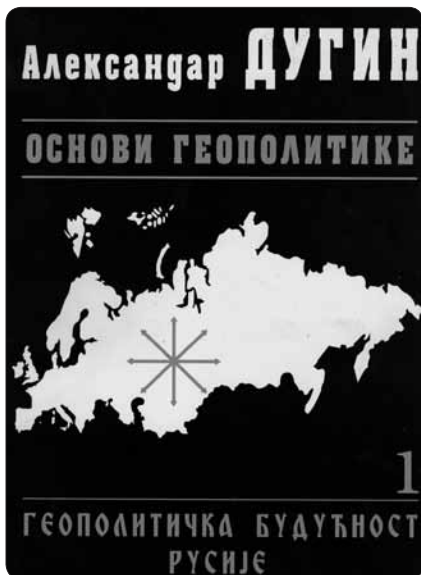 Александар ДУГИН
ОСНОВИ ГЕОПОЛИТИКЕ
1
ГЕОПОЛИТИЧКА БУДУЋНОСТ
РУСИЈЕ